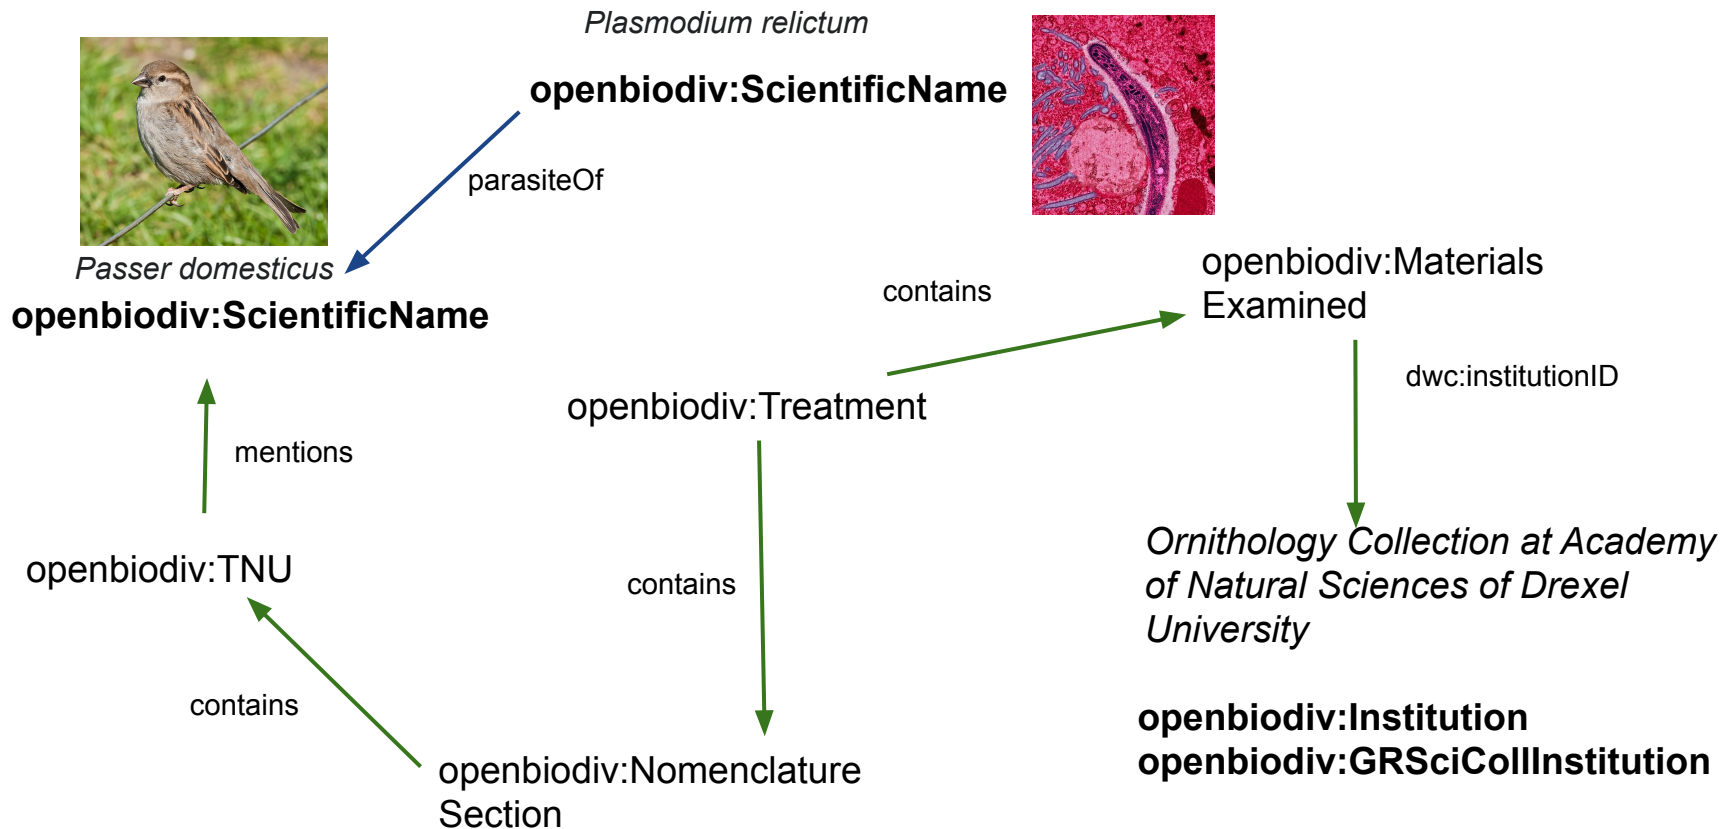 Plasmodium relictum
openbiodiv:ScientificName
parasiteOf
Passer domesticus
openbiodiv:ScientificName
contains
openbiodiv:Materials
Examined
dwc:institutionID
openbiodiv:Treatment
mentions
openbiodiv:TNU
contains
Ornithology Collection at Academy
of Natural Sciences of Drexel
University
contains
openbiodiv:Nomenclature
Section
openbiodiv:Institution
openbiodiv:GRSciCollInstitution